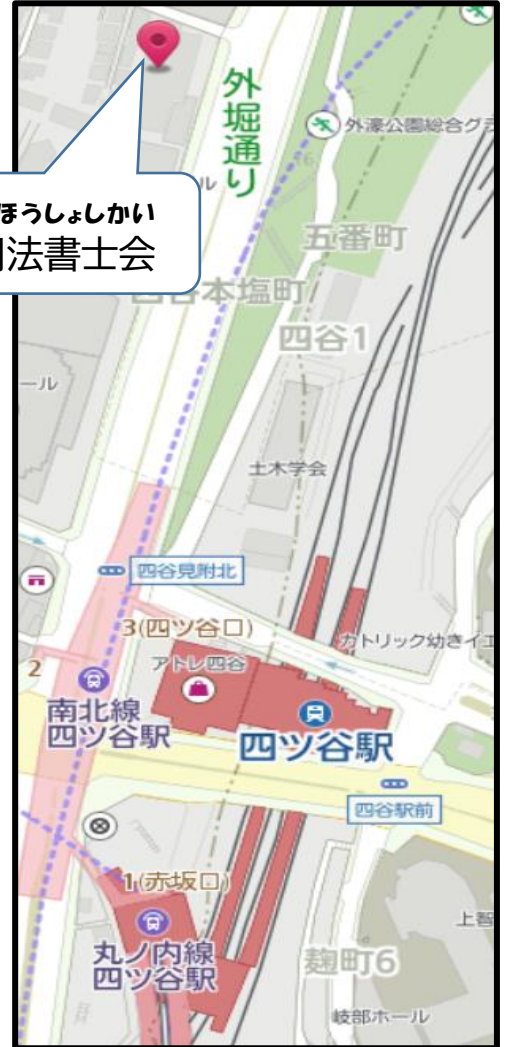 外堀通り
外濠公園総合グラ
ほうしょしかい
法書士会
五番町
四谷本塩町
四谷1
ール
土木学会
四谷見附北
3(四ツ谷口)
カトリック幼きイエ
2
アトレ四谷
南北線
四ツ谷駅
四ツ谷駅
四谷駅前
1(赤坂口)
上智
丸ノ内線
四ツ谷駅
麹町6
岐部ホール